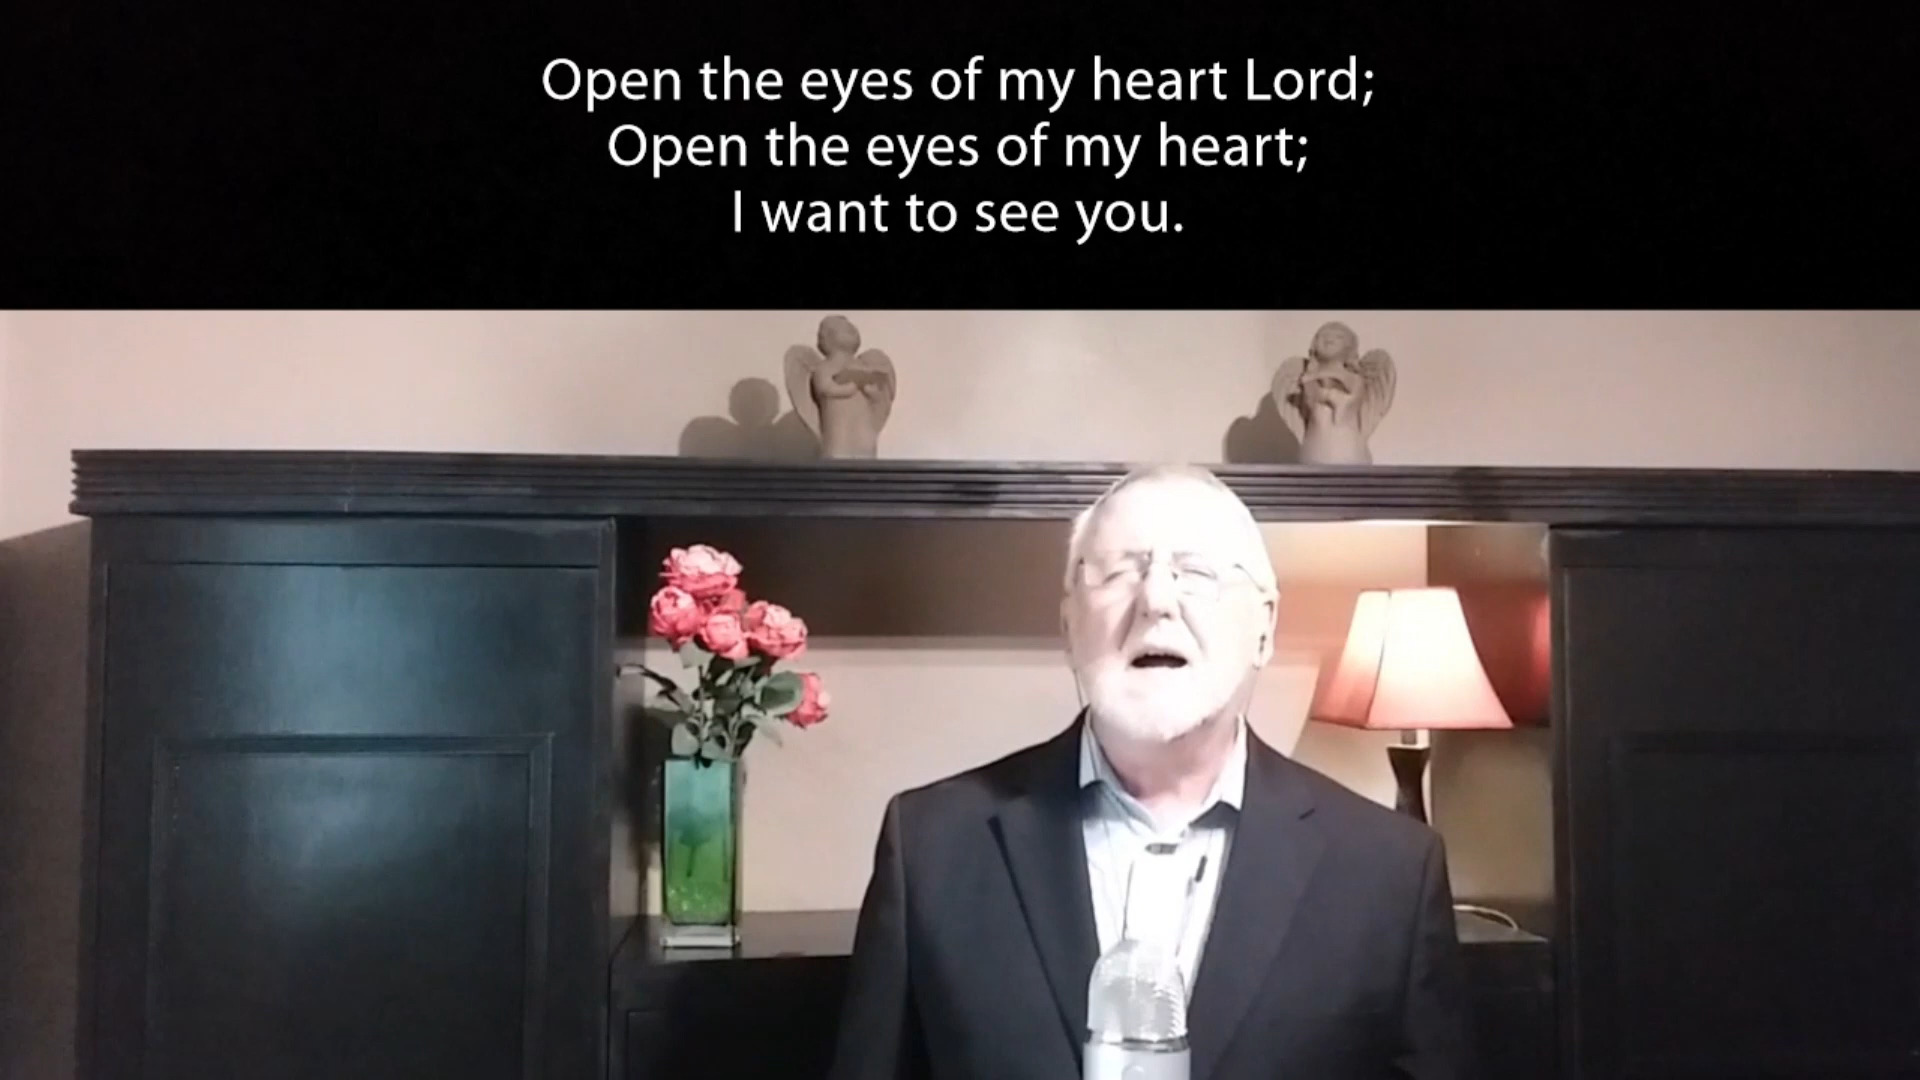 Open the eyes of my heart Lord;
Open the eyes of my heart;
I want to see you.